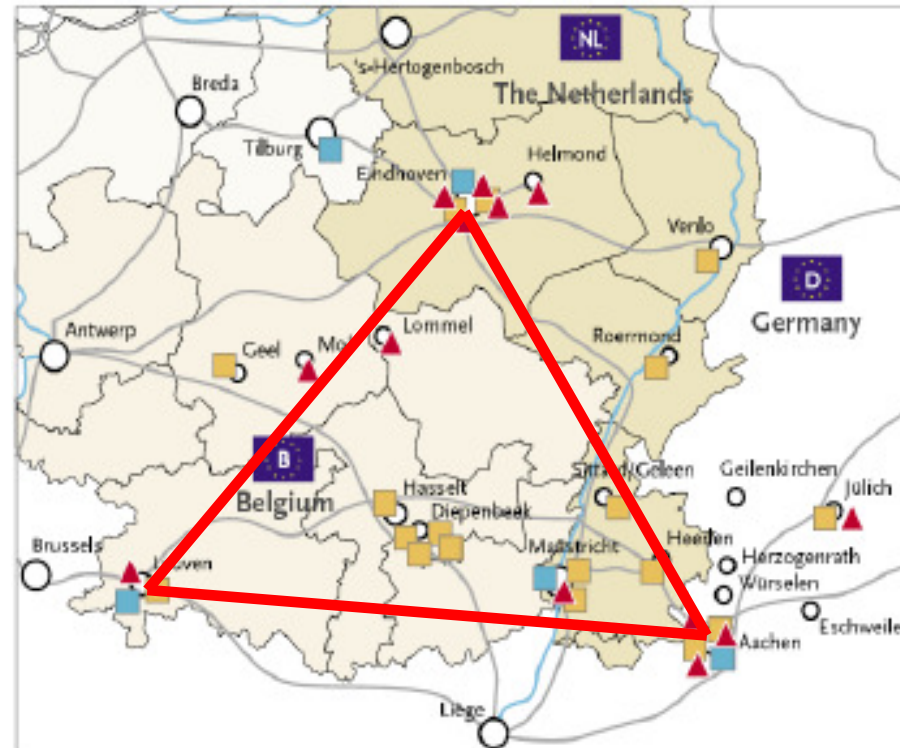 NL
's-Hertogenbosch
Breda
The Netherlands
Tilburg
Helmond
Eindhoven
Venlo
D
Germany
Antwerp
Lommel
Roermond
Geel
B
Belgium
Sittard/Geleen
Geilenkirchen
Hasselt
Jülich
Diepenbeek
Brussels
Maastricht
Heerlen
Herzogenrath
Würselen
Eschweile
Aachen
Liège